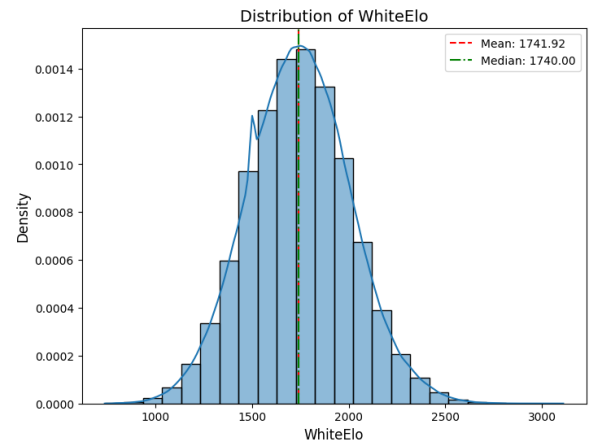 Distribution of WhiteElo
Mean: 1741.92
Median: 1740.00
0.0014
0.0012
0.0010
0.0008
0.0006
0.0004
0.0002
0.0000
Density
1000 1500 2000 2500 3000
WhiteElo